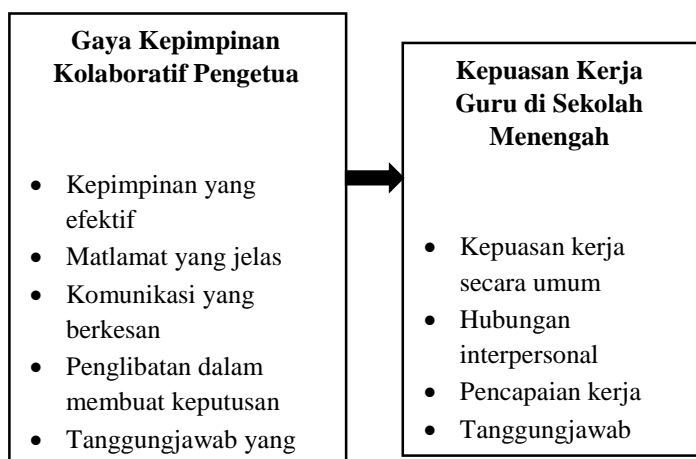 Gaya Kepimpinan
Kolaboratif Pengetua
• Kepimpinan yang
efektif
• Matlamat yang jelas
• Komunikasi yang
berkesan
• Penglibatan dalam
membuat keputusan
• Tanggungjawab yang
Kepuasan Kerja
Guru di Sekolah
Menengah
• Kepuasan kerja
secara umum
• Hubungan
interpersonal
• Pencapaian kerja
• Tanggungjawab